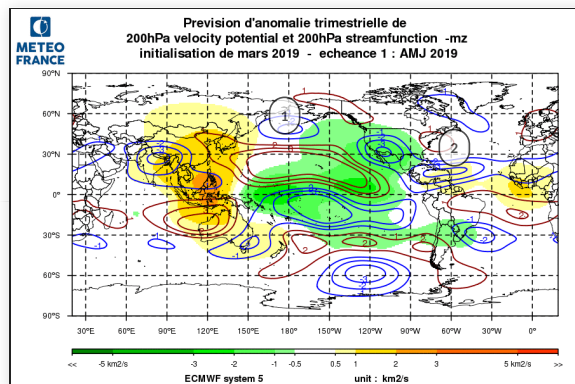 METEO
FRANCE
Prevision d'anomalie trimestrielle de
200hPa velocity potential et 200hPa streamfunction -mz
initialisation de mars 2019 - echeance 1 : AMJ 2019
90°N
60°N
30°N
0°
30°S
60°S
90°S
1
2
30°E 60°E 90°E 120°E 150°E 180° 150°W 120°W 90°W 60°W 30°W 0°
<< -5 km2/s -3 -2 -1 -0.5 0.5 1 2 3 5 km2/s >>
ECMWF system 5 unit : km2/s